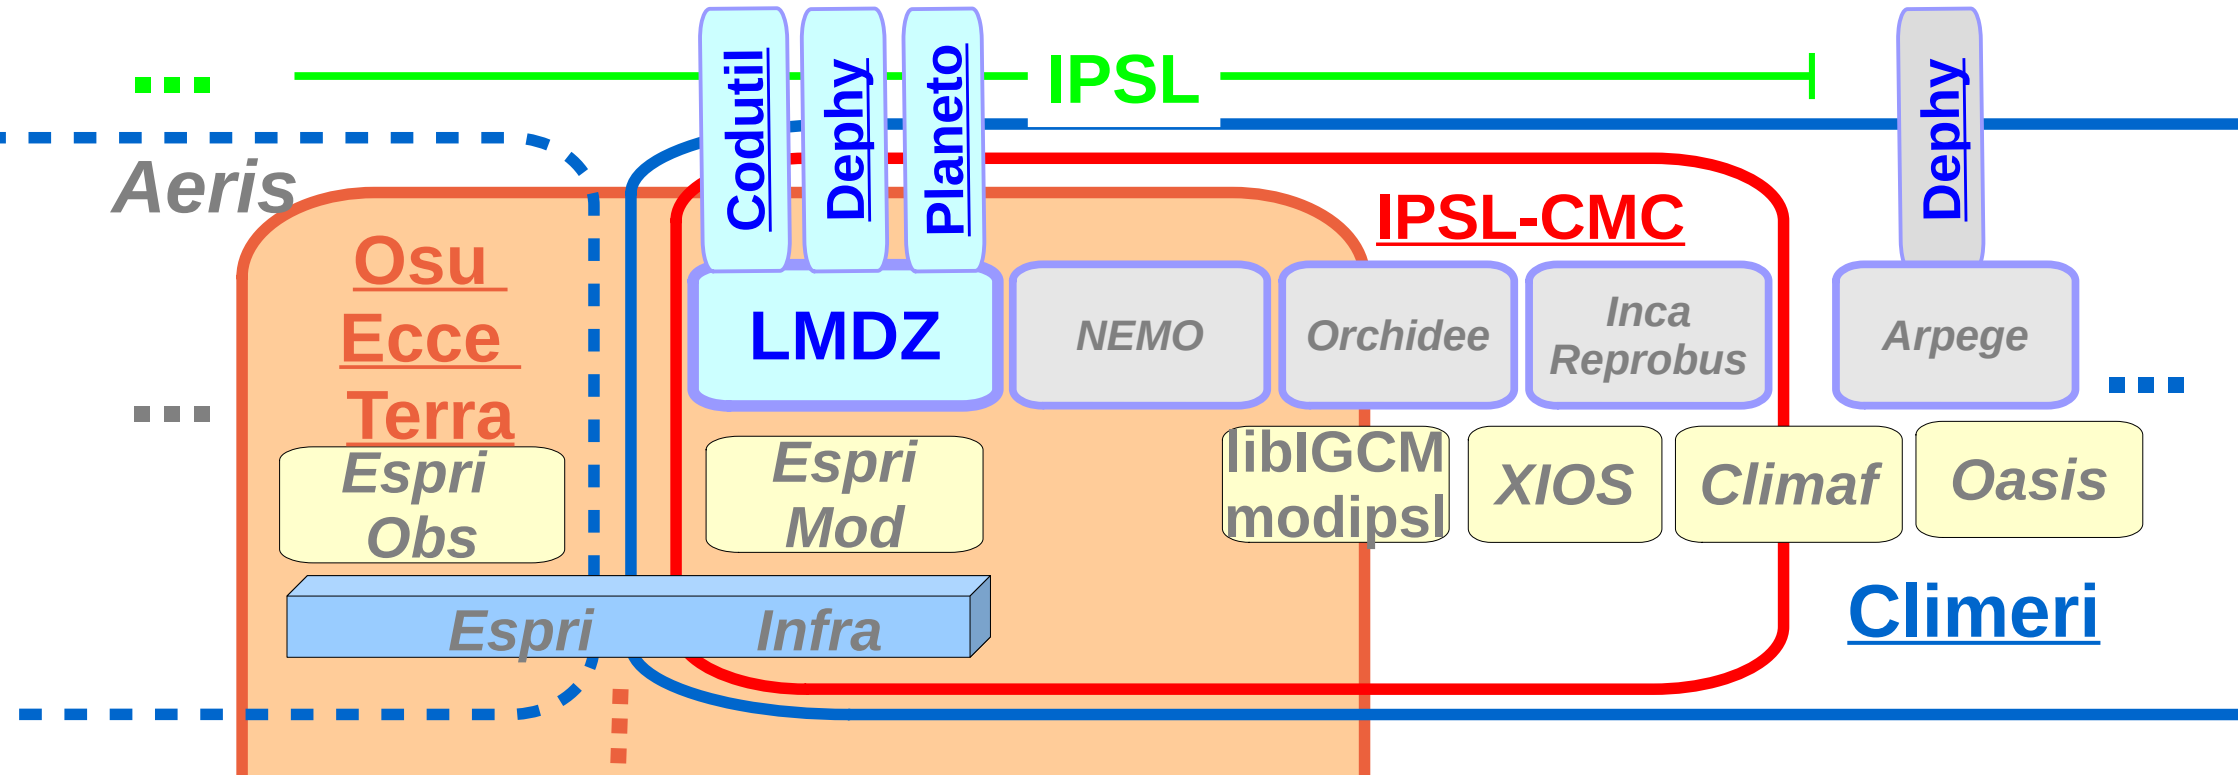 Codutil
Dephy
Planeto
IPSL
Dephy
Aeris
IPSL-CMC
Osu
Ecce
Terra
LMDZ
NEMO
Orchidee
Inca
Reprobus
Arpege
Espri
Obs
Espri
Mod
libIGCM
modipsl
XIOS
Climaf
Oasis
Espri Infra
Climeri